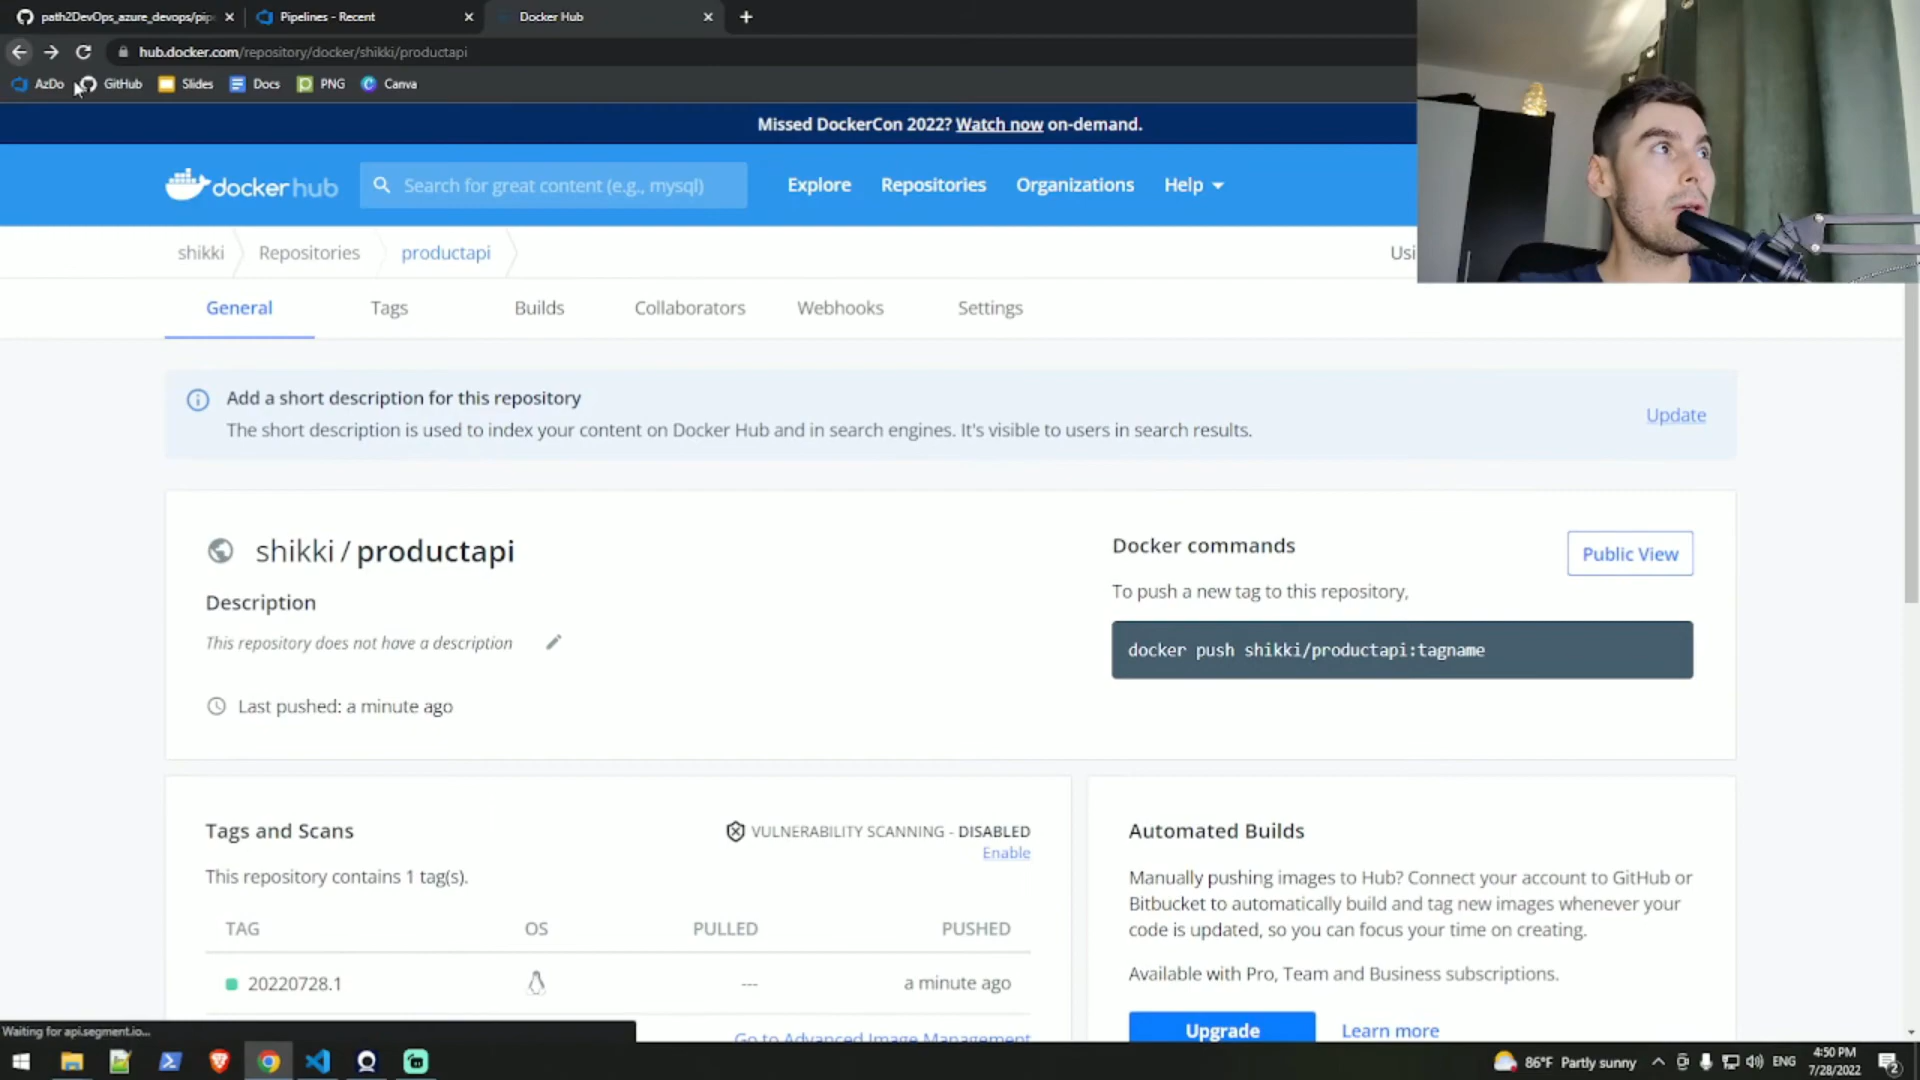 path2DevOps_azure_devops/pip
Pipelines - Recent
Docker Hub
hub.docker.com/repository/docker/shikki/productapi
AzDo
GitHub
Slides
Docs
PNG
Canva
Missed DockerCon 2022? Watch now on-demand.
dockerhub
Search for great content (e.g., mysql)
Explore
Repositories
Organizations
Help
shikki
Repositories
productapi
Usi
General
Tags
Builds
Collaborators
Webhooks
Settings
Add a short description for this repository
The short description is used to index your content on Docker Hub and in search engines. It's visible to users in search results.
Update
shikki / productapi
Description
This repository does not have a description
Last pushed: a minute ago
Docker commands
Public View
To push a new tag to this repository,
docker push shikki/productapi:tagname
Tags and Scans
VULNERABILITY SCANNING - DISABLED
Enable
This repository contains 1 tag(s).
TAG
OS
PULLED
PUSHED
20220728.1
---
a minute ago
Go to Advanced Image Management
Automated Builds
Manually pushing images to Hub? Connect your account to GitHub or
Bitbucket to automatically build and tag new images whenever your
code is updated, so you can focus your time on creating.
Available with Pro, Team and Business subscriptions.
Upgrade
Learn more
Waiting for api.segment.io...
86°F Partly sunny
ENG
4:50 PM
7/28/2022
2